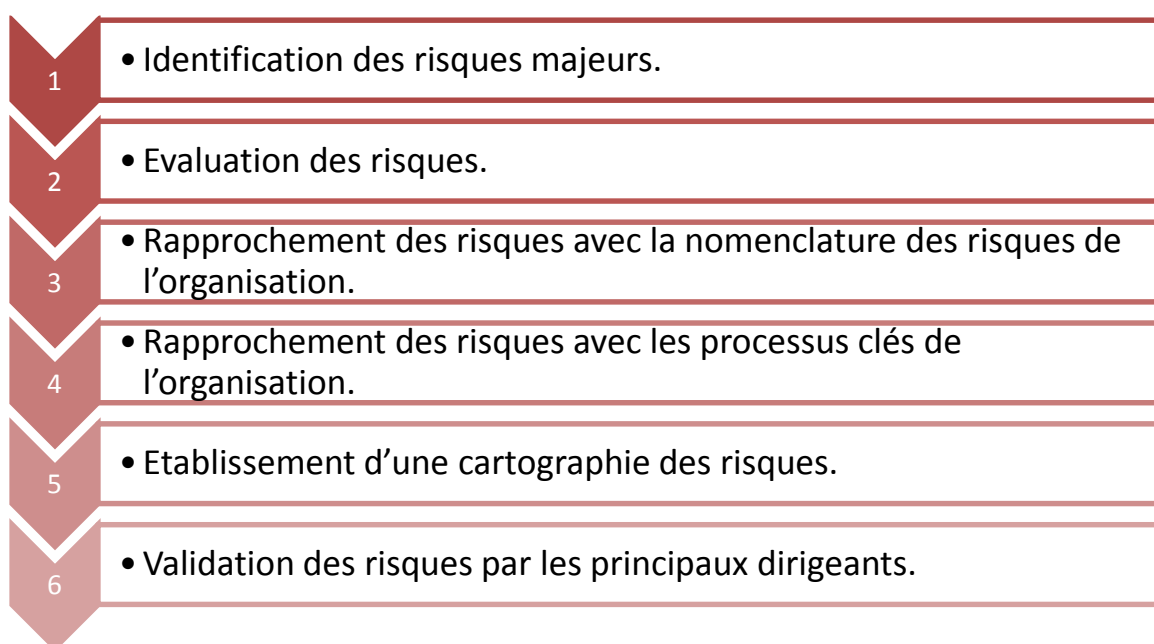 1
• Identification des risques majeurs.
2
• Evaluation des risques.
3
• Rapprochement des risques avec la nomenclature des risques de
l’organisation.
4
• Rapprochement des risques avec les processus clés de
l’organisation.
5
• Etablissement d’une cartographie des risques.
6
• Validation des risques par les principaux dirigeants.